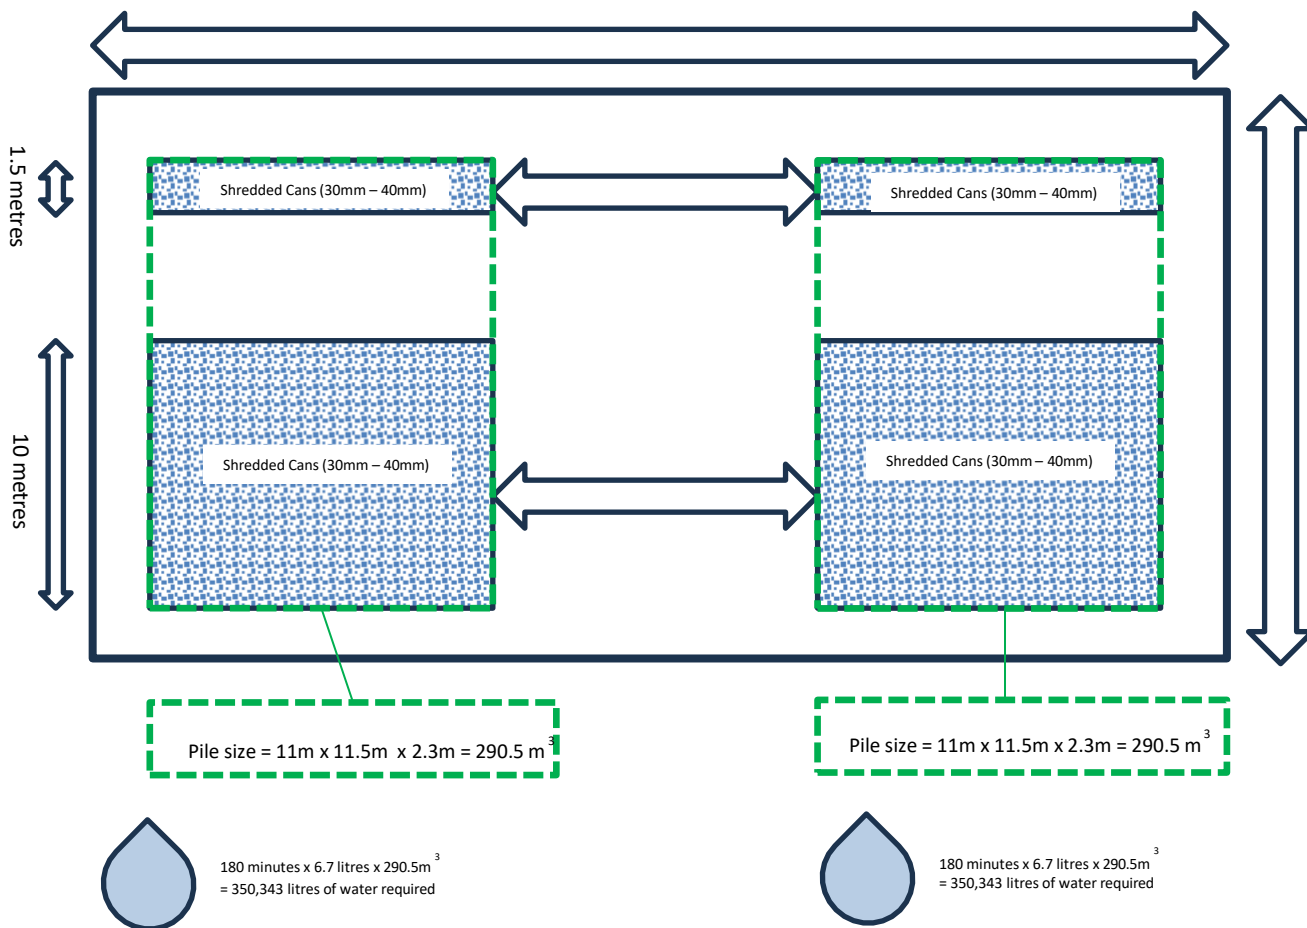 1.5 metres
Shredded Cans (30mm – 40mm)
Shredded Cans (30mm – 40mm)
10 metres
Shredded Cans (30mm – 40mm)
Shredded Cans (30mm – 40mm)
Pile size = 11m x 11.5m x 2.3m = 290.5 m³
Pile size = 11m x 11.5m x 2.3m = 290.5 m³
180 minutes x 6.7 litres x 290.5m³
= 350,343 litres of water required
180 minutes x 6.7 litres x 290.5m³
= 350,343 litres of water required